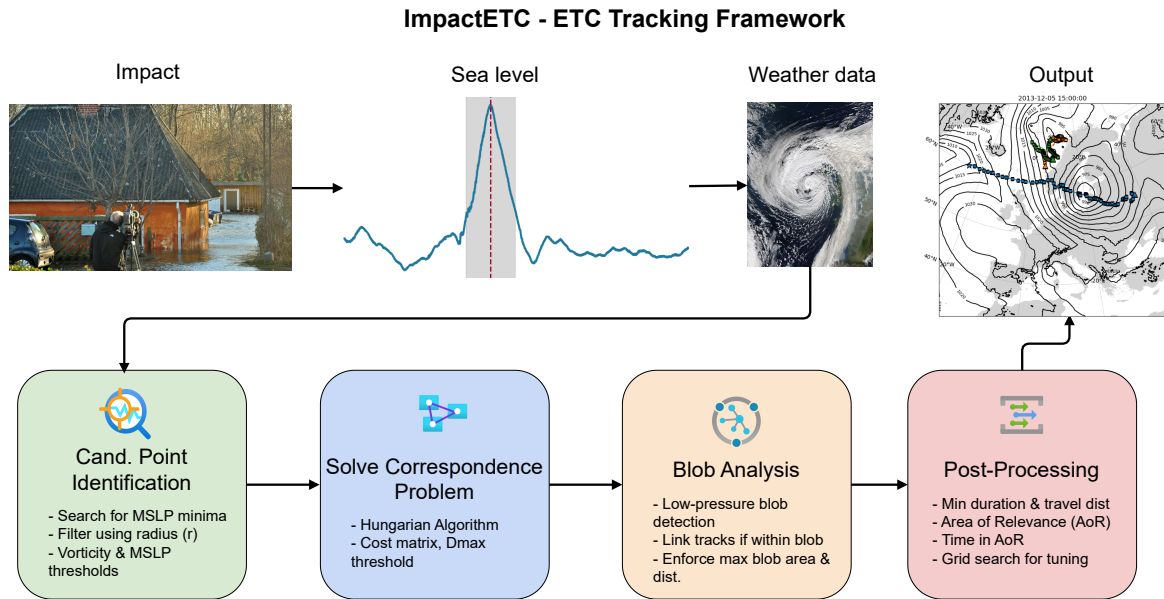 ImpactETC - ETC Tracking Framework
Impact
Sea level
Weather data
Output
2013-12-05 15:00:00
Cand. Point
Identification
- Search for MSLP minima
- Filter using radius (r)
- Vorticity & MSLP
thresholds
Solve Correspondence
Problem
- Hungarian Algorithm
- Cost matrix, Dmax
threshold
Blob Analysis
- Low-pressure blob
detection
- Link tracks if within blob
- Enforce max blob area &
dist.
Post-Processing
- Min duration & travel dist
- Area of Relevance (AoR)
- Time in AoR
- Grid search for tuning